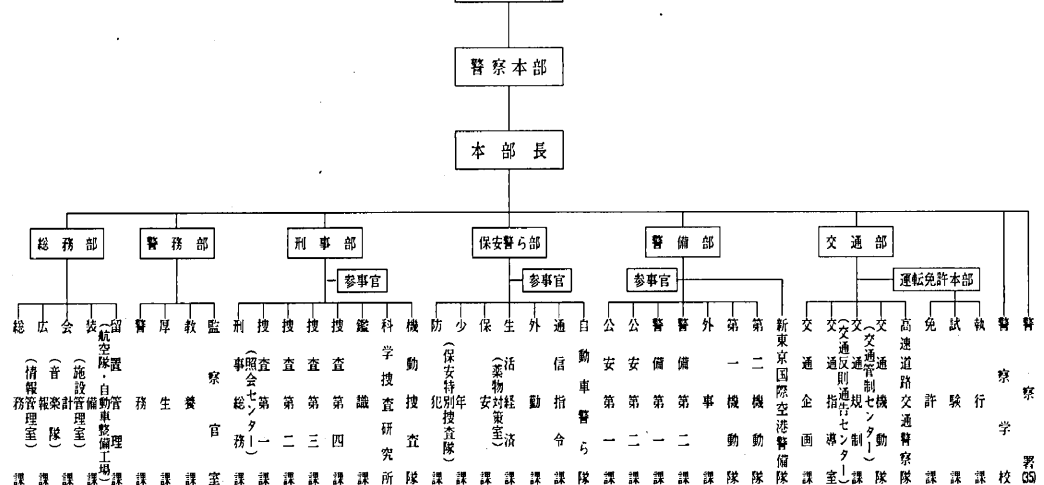 警察本部
本部長
総務部
警務部
刑事部
保安警ら部
警備部
交通部
参事官
参事官
参事官
運転免許本部
総務課
(情報管理室)
広報課
(音楽隊)
会計課
(施設管理室)
装備課
(航空隊・自動車整備工場)
留置管理課
警務課
厚生課
教養課
監察官室
刑事総務課
(照会センター)
捜査第一課
捜査第二課
捜査第三課
捜査第四課
鑑識課
科学捜査研究所
機動捜査隊
防犯課
(保安特別捜査隊)
少年課
保安課
生活経済課
(薬物対策室)
外勤課
通信指令課
自動車警ら隊
公安第一課
公安第二課
警備第一課
警備第二課
外事課
第一機動隊
第二機動隊
新東京国際空港警備隊
交通企画課
交通指導課
(交通反則通告センター)室
交通規制課
(交通管制センター)
交通機動隊
高速道路交通警察隊
免許課
試験課
執行課
警察学校
警察署(35)